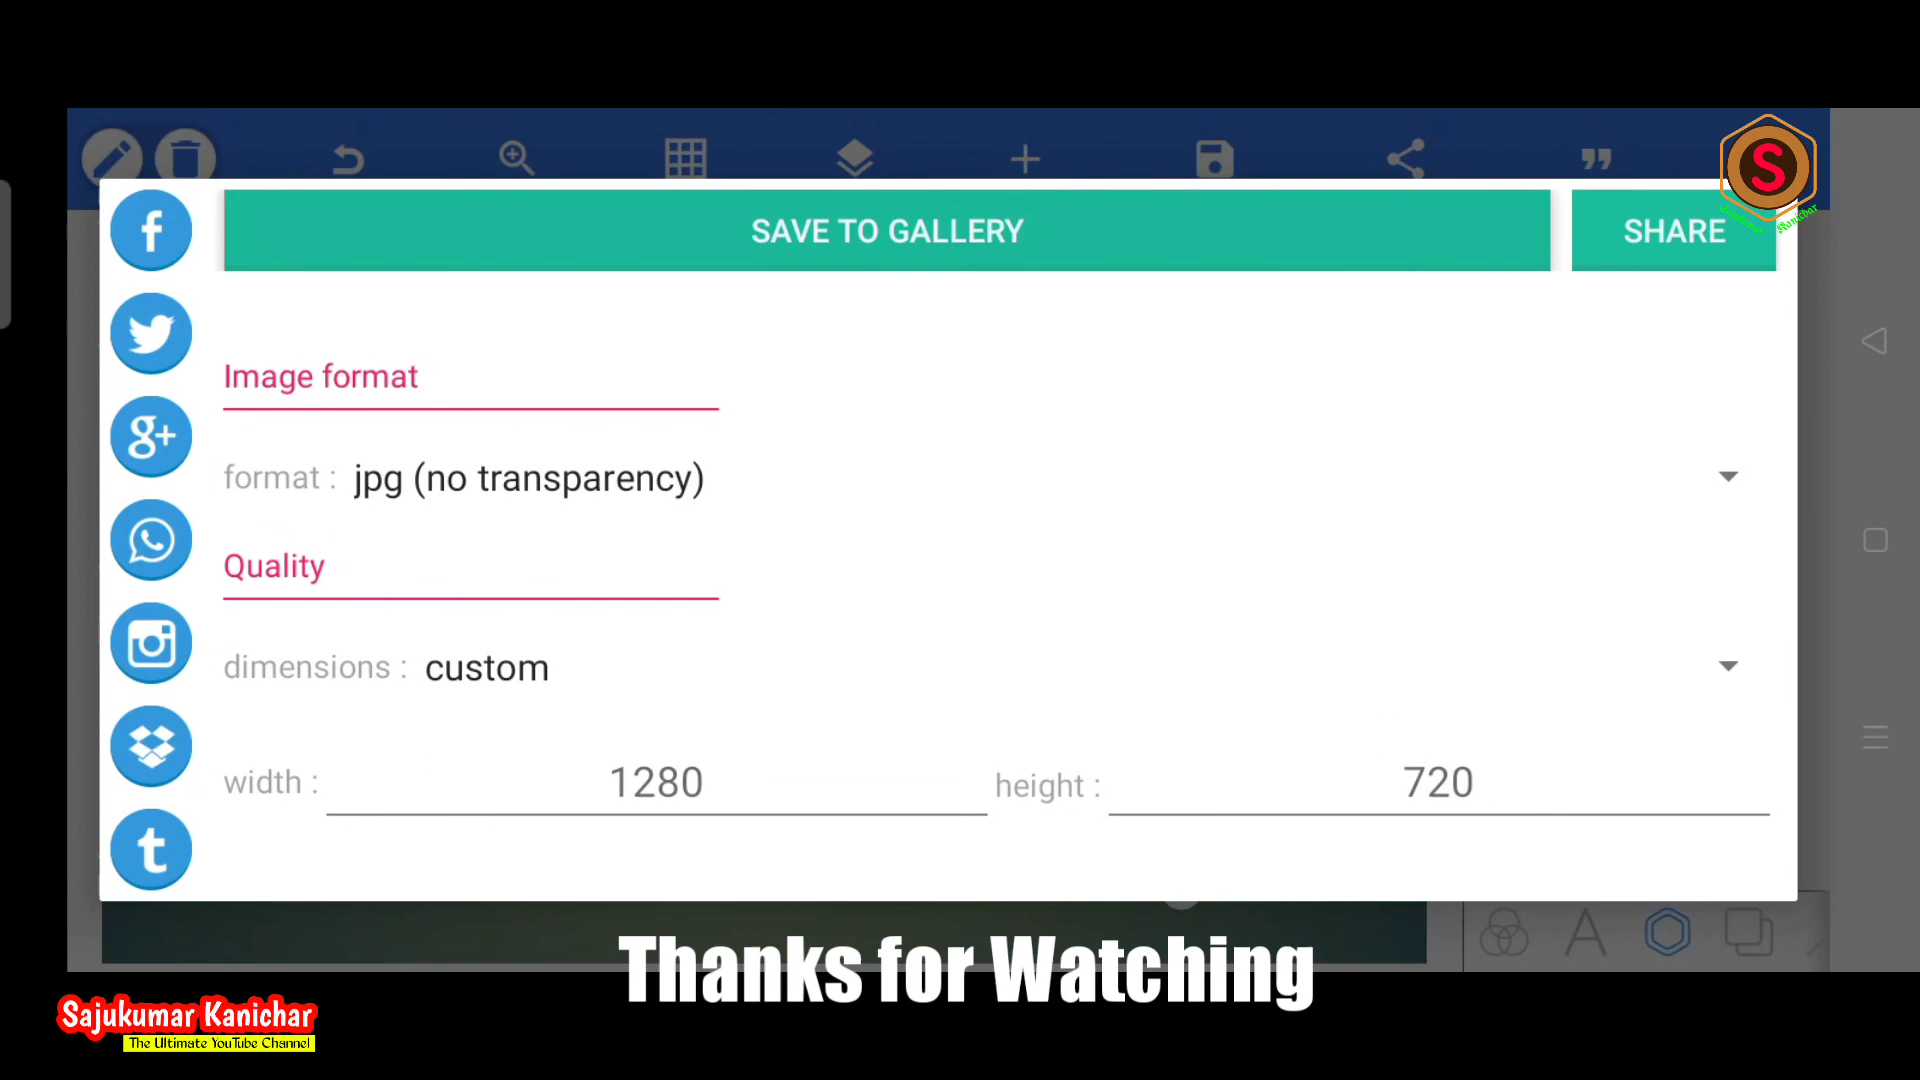 S
Kanichar
SAVE TO GALLERY
SHARE
Image format
format : jpg (no transparency)
Quality
dimensions : custom
width : 1280 height : 720
Thanks for Watching
Sajukumar Kanichar
The Ultimate YouTube Channel